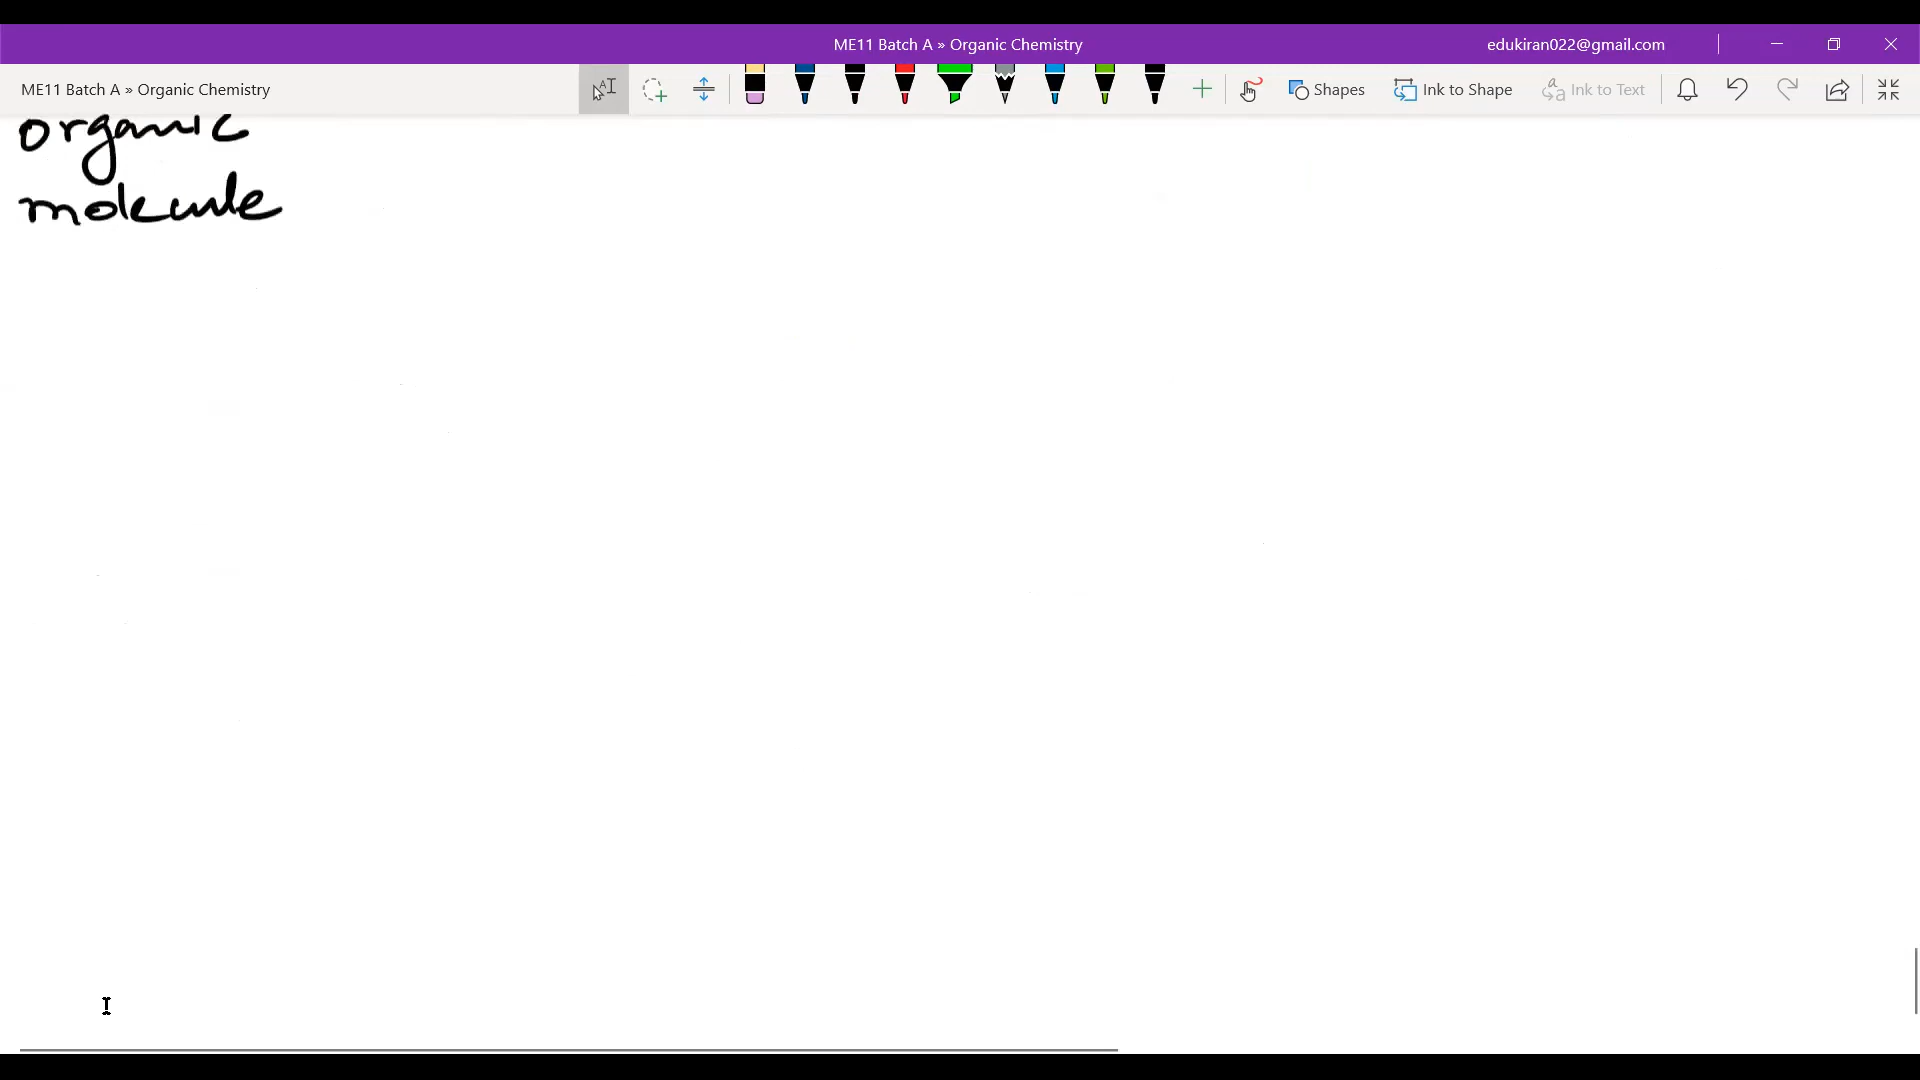 ME11 Batch A » Organic Chemistry
edukiran022@gmail.com
ME11 Batch A » Organic Chemistry
Shapes
Ink to Shape
Ink to Text
organic
molecule